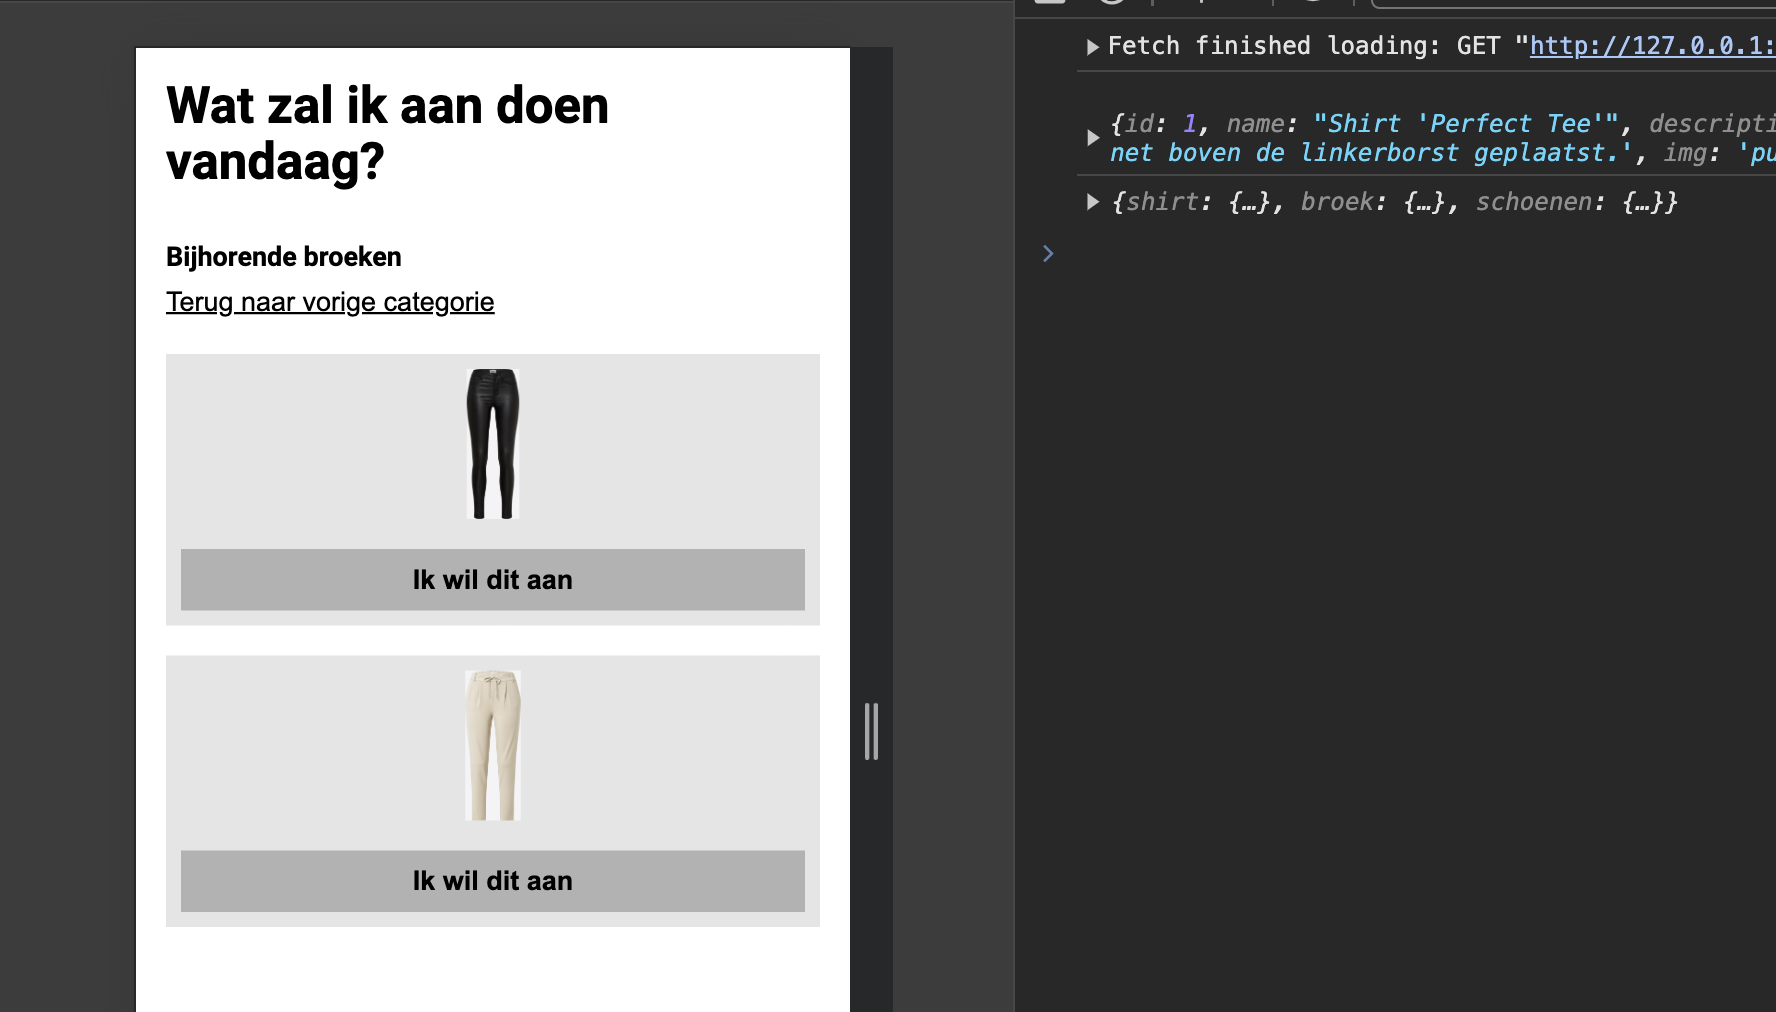 Wat zal ik aan doen
vandaag?
Bijhorende broeken
Terug naar vorige categorie
Ik wil dit aan
Ik wil dit aan
Fetch finished loading: GET "http://127.0.0.1:
{id: 1, name: "Shirt 'Perfect Tee'", descripti
net boven de linkerborst geplaatst.', img: 'pu
{shirt: {…}, broek: {…}, schoenen: {…}}